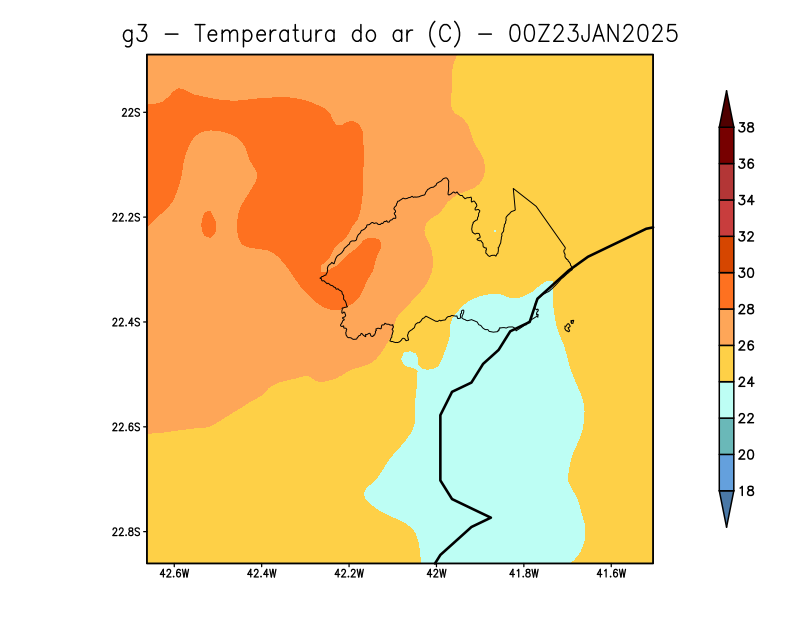 g3 − Temperatura do ar (C) − 00Z23JAN2025
22S
22.2S
22.4S
22.6S
22.8S
42.6W
42.4W
42.2W
42W
41.8W
41.6W
38
36
34
32
30
28
26
24
22
20
18